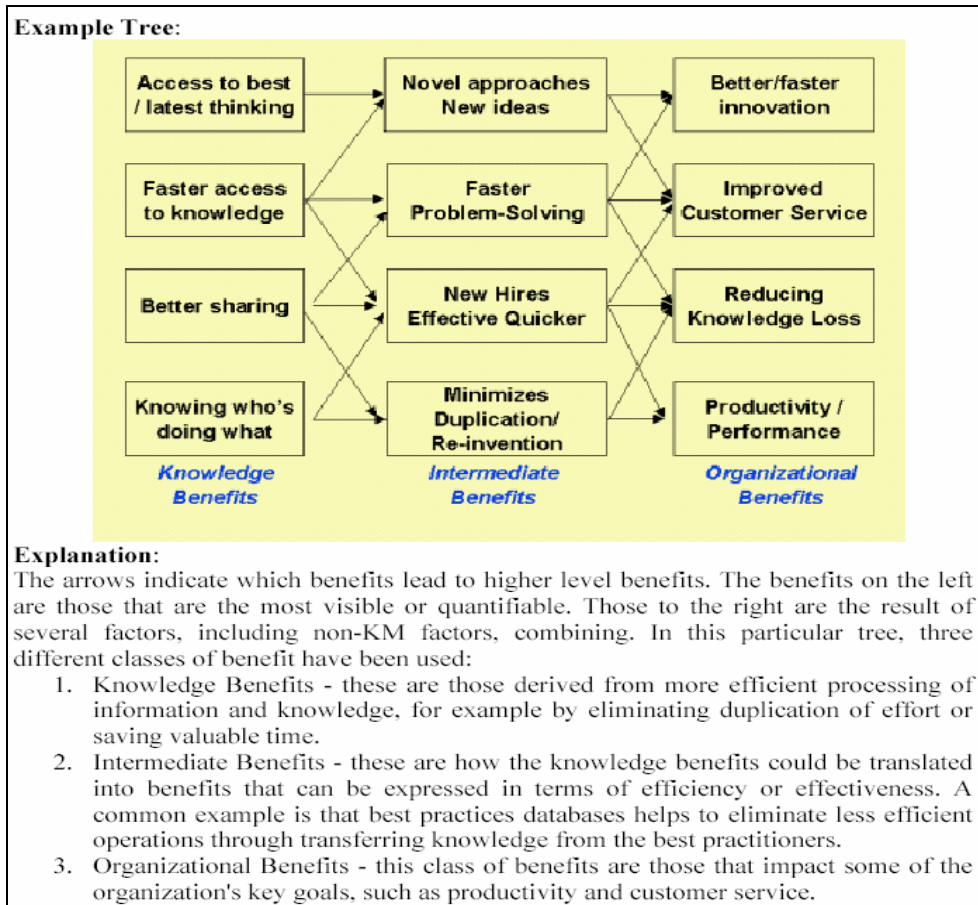 Example Tree:
Access to best
/ latest thinking
Novel approaches
New ideas
Better/faster
innovation
Faster access
to knowledge
Faster
Problem-Solving
Improved
Customer Service
Better sharing
New Hires
Effective Quicker
Reducing
Knowledge Loss
Knowing who's
doing what
Minimizes
Duplication/
Re-invention
Productivity /
Performance
Knowledge
Benefits
Intermediate
Benefits
Organizational
Benefits
Explanation:
The arrows indicate which benefits lead to higher level benefits. The benefits on the left
are those that are the most visible or quantifiable. Those to the right are the result of
several factors, including non-KM factors, combining. In this particular tree, three
different classes of benefit have been used:
1. Knowledge Benefits - these are those derived from more efficient processing of
information and knowledge, for example by eliminating duplication of effort or
saving valuable time.
2. Intermediate Benefits - these are how the knowledge benefits could be translated
into benefits that can be expressed in terms of efficiency or effectiveness. A
common example is that best practices databases helps to eliminate less efficient
operations through transferring knowledge from the best practitioners.
3. Organizational Benefits - this class of benefits are those that impact some of the
organization's key goals, such as productivity and customer service.